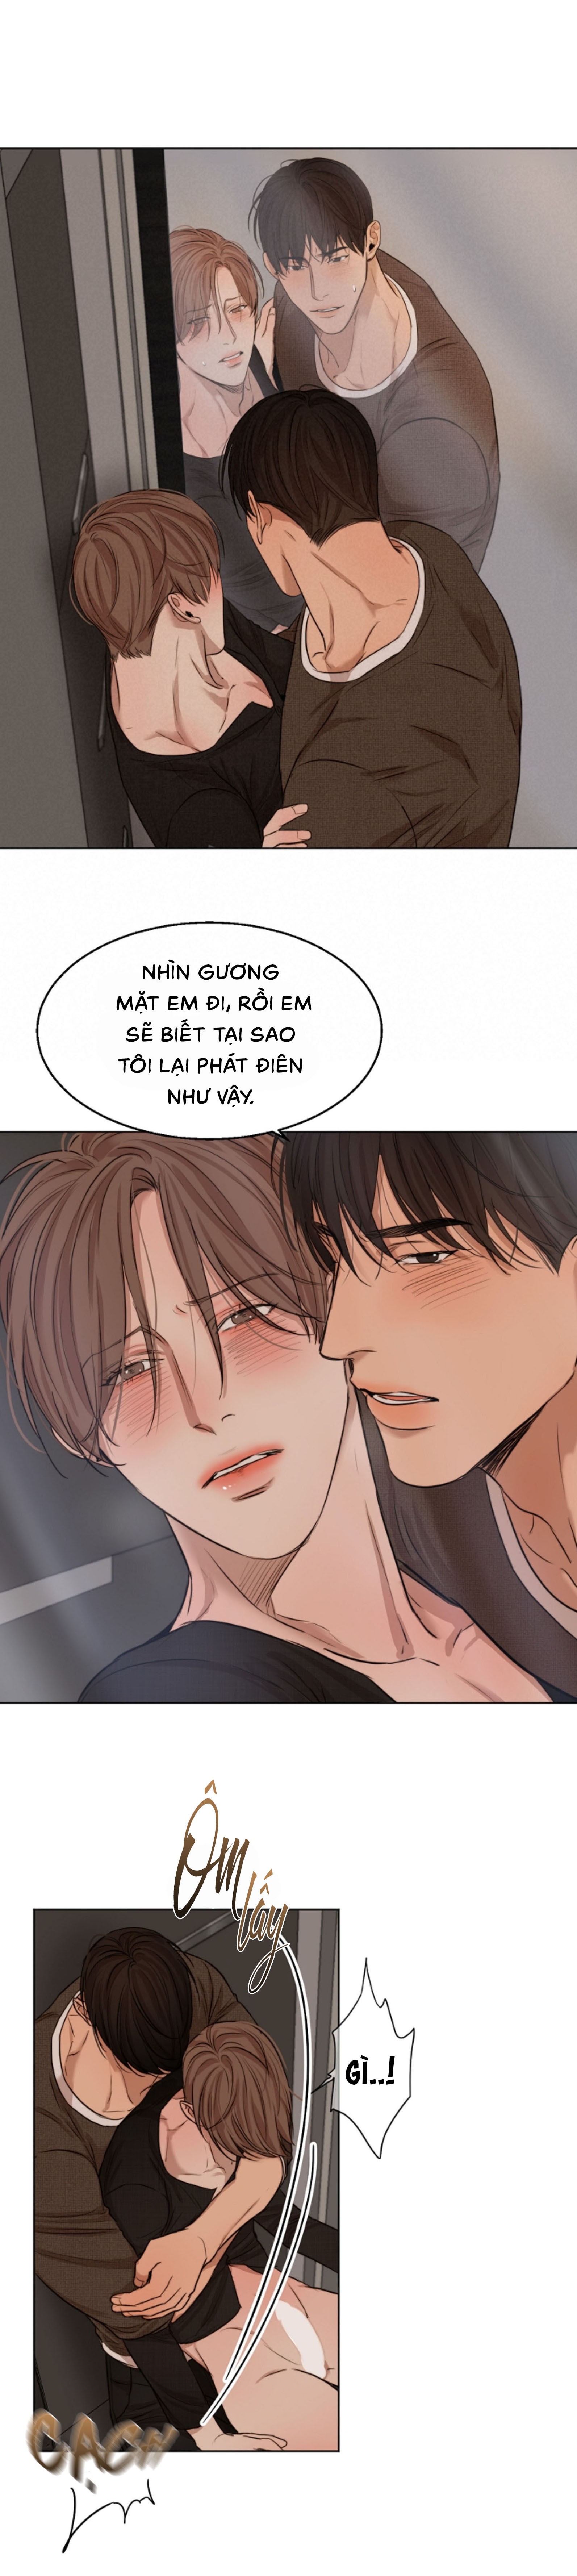 NHÌN GƯƠNG
MẶT EM ĐI, RỒI EM
SẼ BIẾT TẠI SAO
TÔI LẠI PHÁT ĐIÊN
NHƯ VẬY.
Ôm
lấy
GÌ..!
CẠCH